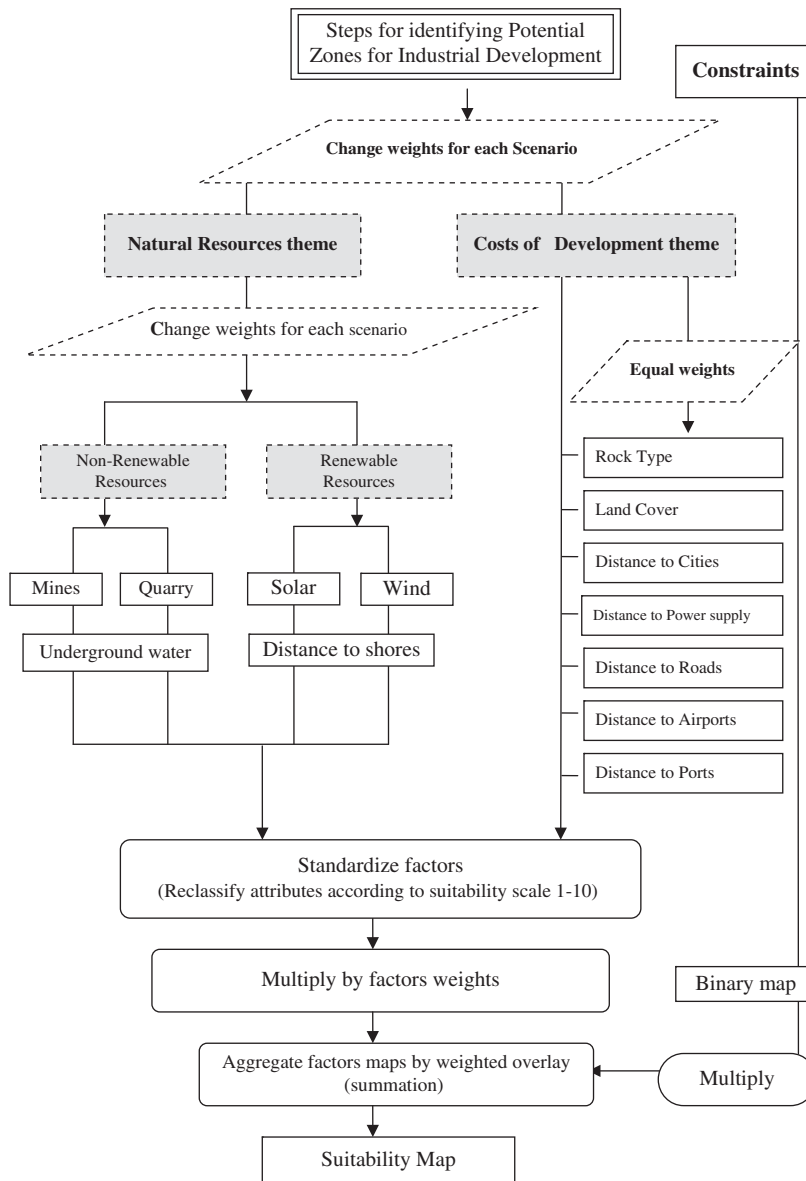 Steps for identifying Potential
Zones for Industrial Development
Constraints
Change weights for each Scenario
Natural Resources theme
Costs of Development theme
Change weights for each scenario
Equal weights
Non-Renewable
Resources
Renewable
Resources
Rock Type
Land Cover
Distance to Cities
Mines
Quarry
Solar
Wind
Distance to Power supply
Underground water
Distance to shores
Distance to Roads
Distance to Airports
Distance to Ports
Standardize factors
(Reclassify attributes according to suitability scale 1-10)
Multiply by factors weights
Binary map
Aggregate factors maps by weighted overlay
(summation)
Multiply
Suitability Map